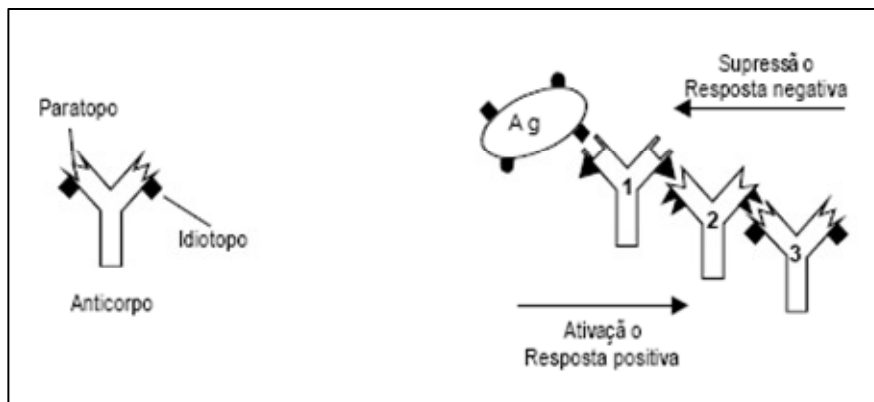 Paratopo
Idiotopo
Anticorpo
Supressã o
Resposta negativa
A g
1
2
3
Ativaçã o
Resposta positiva